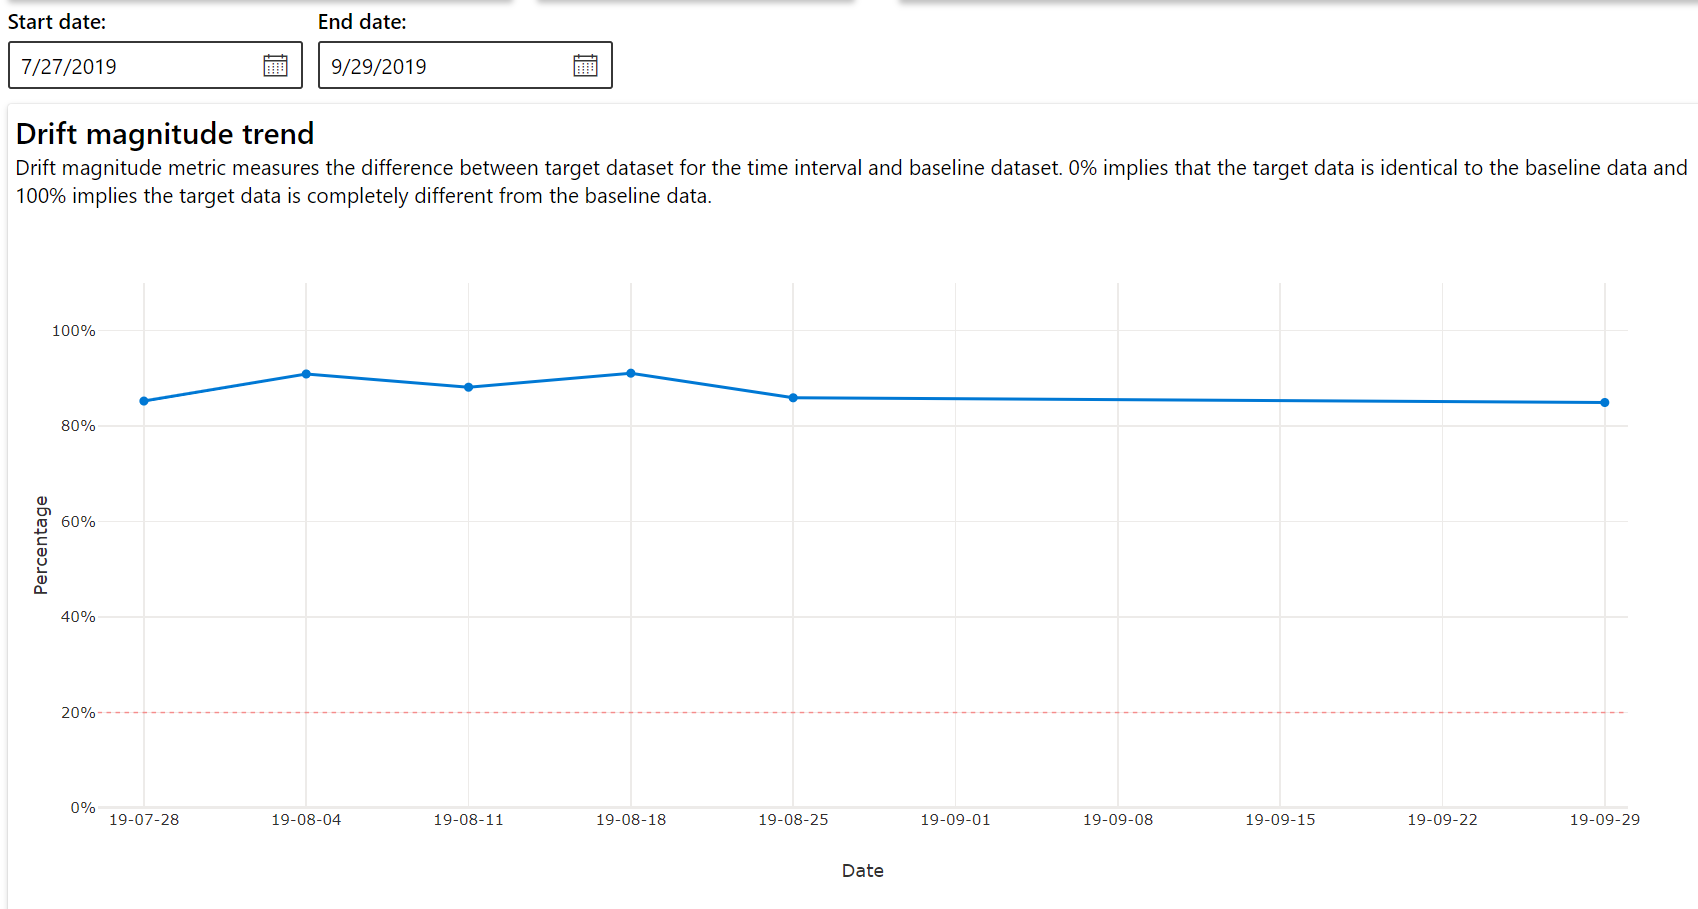 Start date:
End date:
7/27/2019
9/29/2019
Drift magnitude trend
Drift magnitude metric measures the difference between target dataset for the time interval and baseline dataset. 0% implies that the target data is identical to the baseline data and
100% implies the target data is completely different from the baseline data.
100%
80%
60%
40%
20%
0%
Percentage
19-07-28
19-08-04
19-08-11
19-08-18
19-08-25
19-09-01
19-09-08
19-09-15
19-09-22
19-09-29
Date